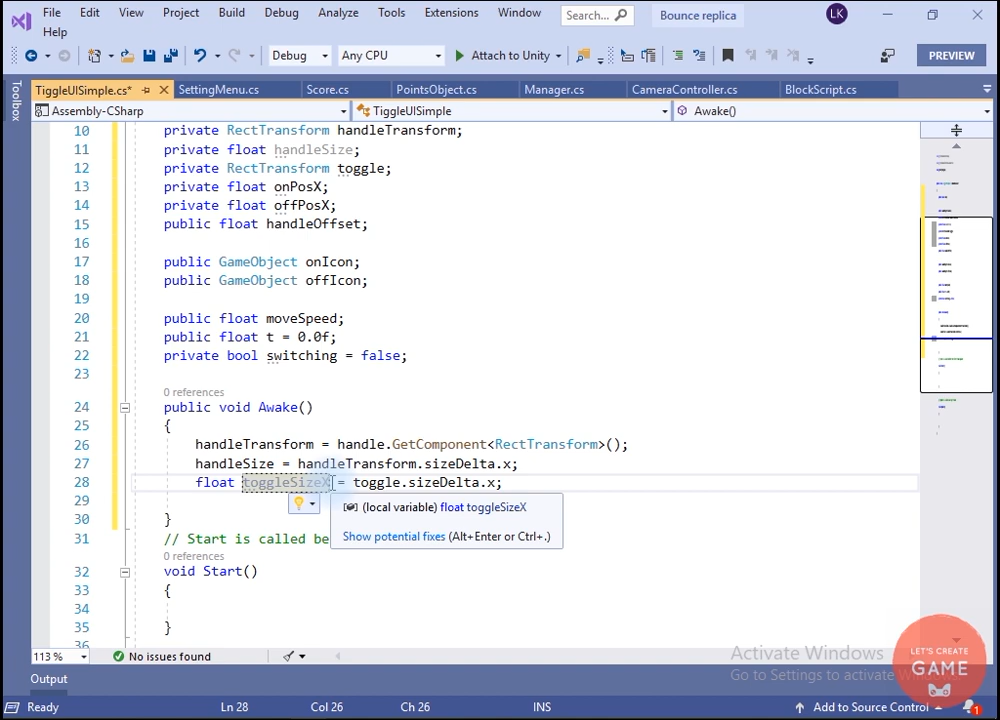 File Edit View Project Build Debug Analyze Tools Extensions Window Search... Bounce replica LK
Help
Debug Any CPU Attach to Unity PREVIEW
Toolbox
TiggleUISimple.cs* SettingMenu.cs Score.cs PointsObject.cs Manager.cs CameraController.cs BlockScript.cs
Assembly-CSharp TiggleUISimple Awake()
10 private RectTransform handleTransform;
11 private float handleSize;
12 private RectTransform toggle;
13 private float onPosX;
14 private float offPosX;
15 public float handleOffset;
16
17 public GameObject onIcon;
18 public GameObject offIcon;
19
20 public float moveSpeed;
21 public float t = 0.0f;
22 private bool switching = false;
23
0 references
24 public void Awake()
25 {
26 handleTransform = handle.GetComponent<RectTransform>();
27 handleSize = handleTransform.sizeDelta.x;
28 float toggleSizeX = toggle.sizeDelta.x;
29
(local variable) float toggleSizeX
30 }
Show potential fixes (Alt+Enter or Ctrl+.)
31 // Start is called be
0 references
32 void Start()
33 {
34
35 }
36
113 % No issues found
Activate Windows
Go to Settings to activate
LET'S CREATE
GAME
Output
Ready Ln 28 Col 26 Ch 26 INS Add to Source Control 1